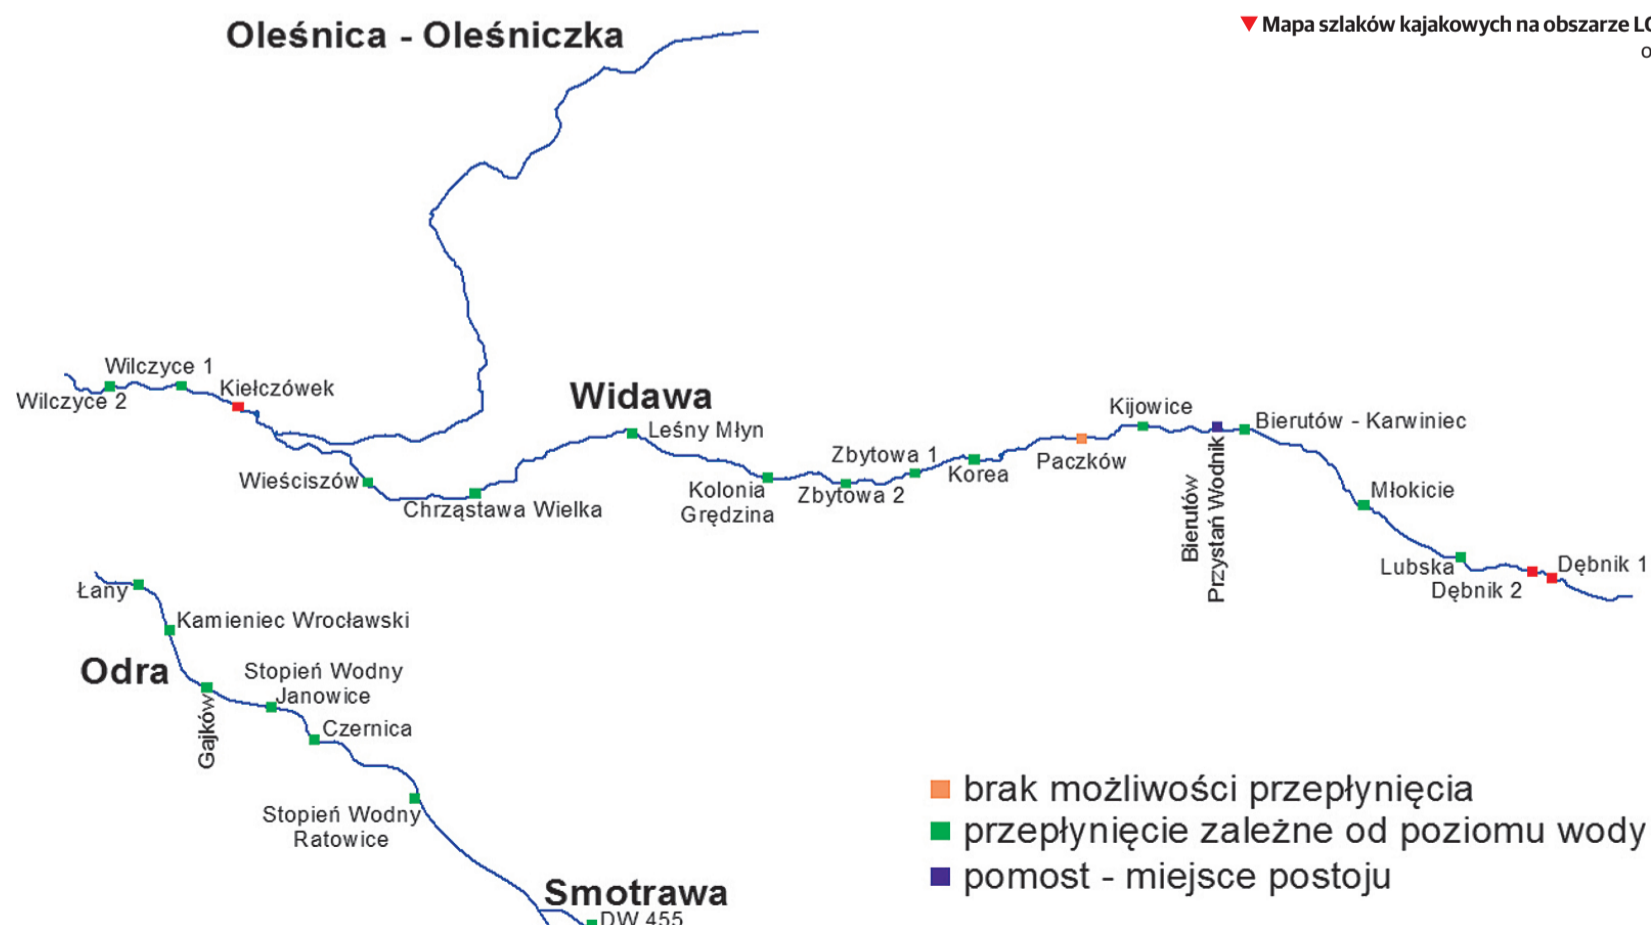 Oleśnica - Oleśniczka
Mapa szlaków kajakowych na obszarze
Wilczyce 1
Wilczyce 2
Kiełczówek
Widawa
Leśny Młyn
Wieściszów
Chrząstawa Wielka
Kolonia
Grędzina
Zbytowa 1
Zbytowa 2
Korea
Paczków
Kijowice
Bierutów
Przystań Wodnik
Bierutów - Karwiniec
Młokicie
Lubska
Dębnik 2
Dębnik 1
Łany
Kamieniec Wrocławski
Odra
Gajków
Stopień Wodny
Janowice
Czernica
Stopień Wodny
Ratowice
Smotrawa
DW 455
brak możliwości przepłynięcia
przepłynięcie zależne od poziomu wody
pomost - miejsce postoju